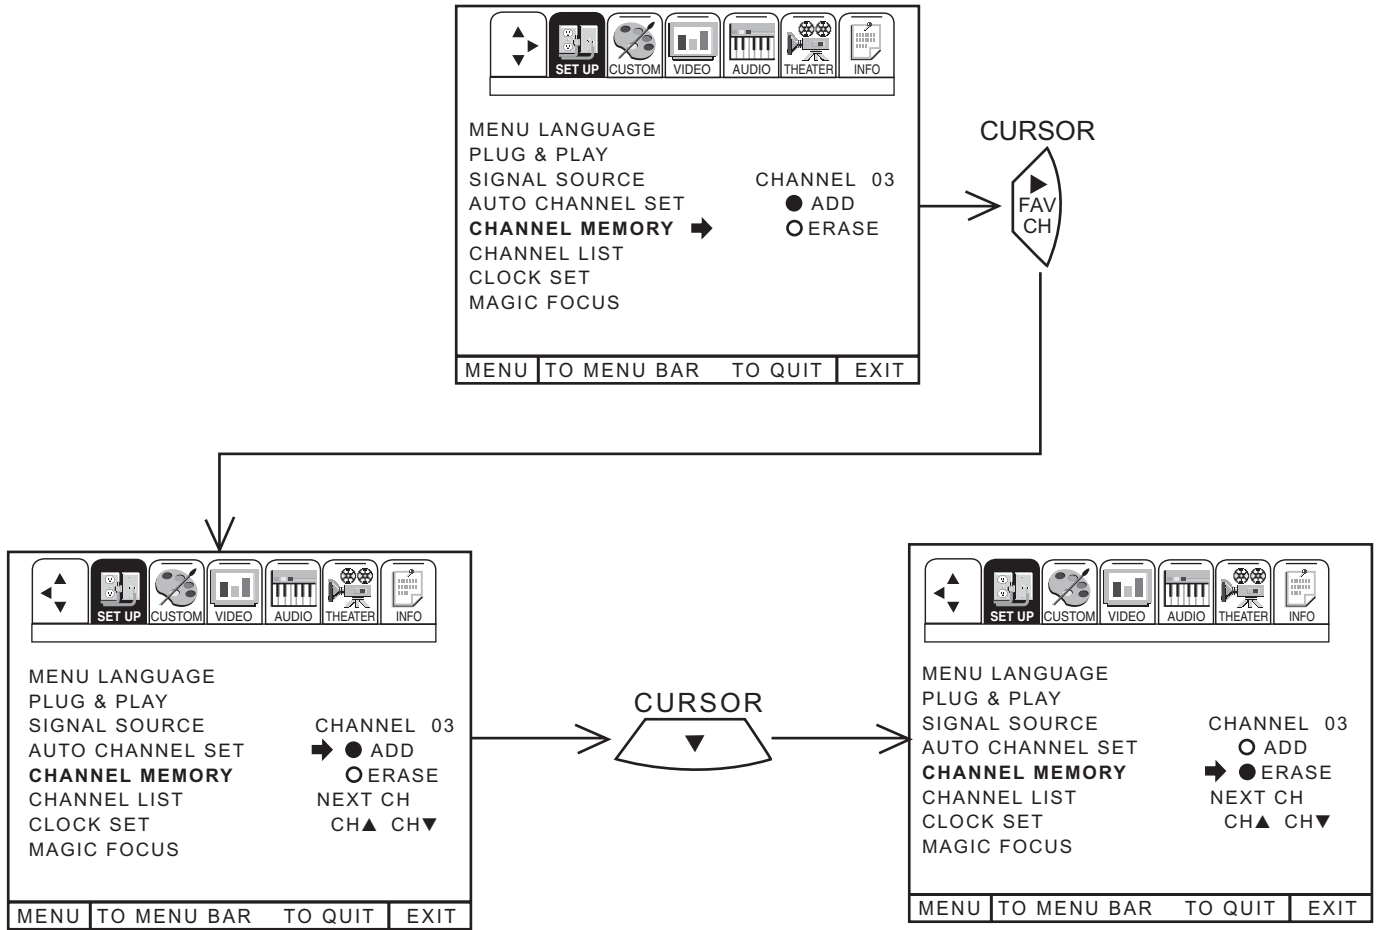 SET UP CUSTOM VIDEO AUDIO THEATER INFO
MENU LANGUAGE
PLUG & PLAY
SIGNAL SOURCE CHANNEL 03
AUTO CHANNEL SET ● ADD
CHANNEL MEMORY ➡ O ERASE
CHANNEL LIST
CLOCK SET
MAGIC FOCUS
MENU TO MENU BAR TO QUIT EXIT
CURSOR
▶
FAV
CH
SET UP CUSTOM VIDEO AUDIO THEATER INFO
MENU LANGUAGE
PLUG & PLAY
SIGNAL SOURCE CHANNEL 03
AUTO CHANNEL SET ➡ ● ADD
CHANNEL MEMORY O ERASE
CHANNEL LIST NEXT CH
CLOCK SET CH▲ CH▼
MAGIC FOCUS
MENU TO MENU BAR TO QUIT EXIT
CURSOR
▼
SET UP CUSTOM VIDEO AUDIO THEATER INFO
MENU LANGUAGE
PLUG & PLAY
SIGNAL SOURCE CHANNEL 03
AUTO CHANNEL SET O ADD
CHANNEL MEMORY ➡ ● ERASE
CHANNEL LIST NEXT CH
CLOCK SET CH▲ CH▼
MAGIC FOCUS
MENU TO MENU BAR TO QUIT EXIT